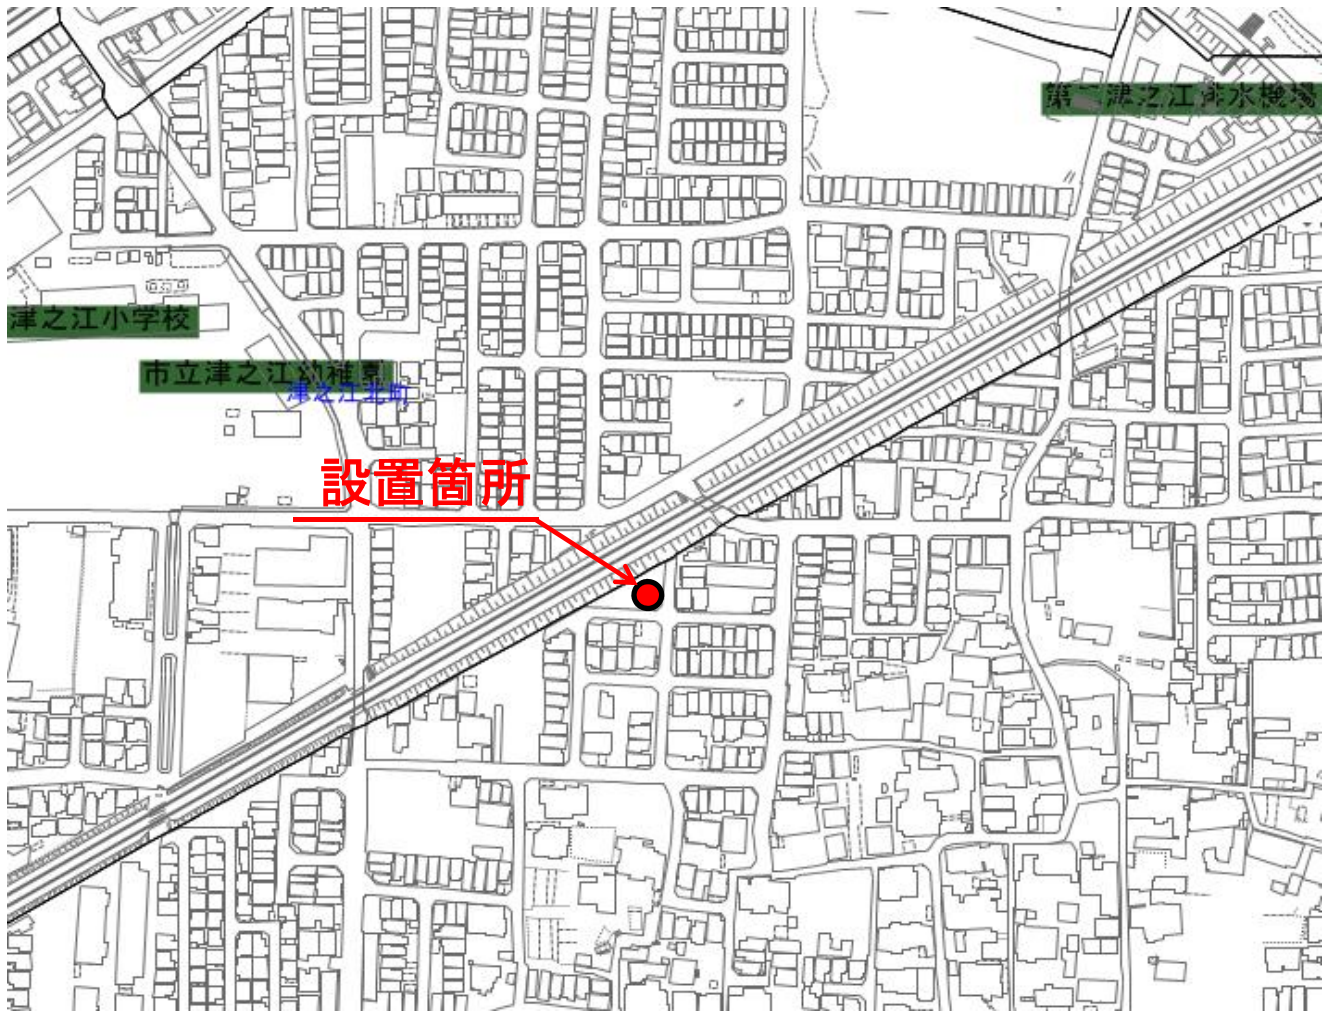 第二津之江排水機場
津之江小学校
市立津之江幼稚園
津之江北町
設置箇所